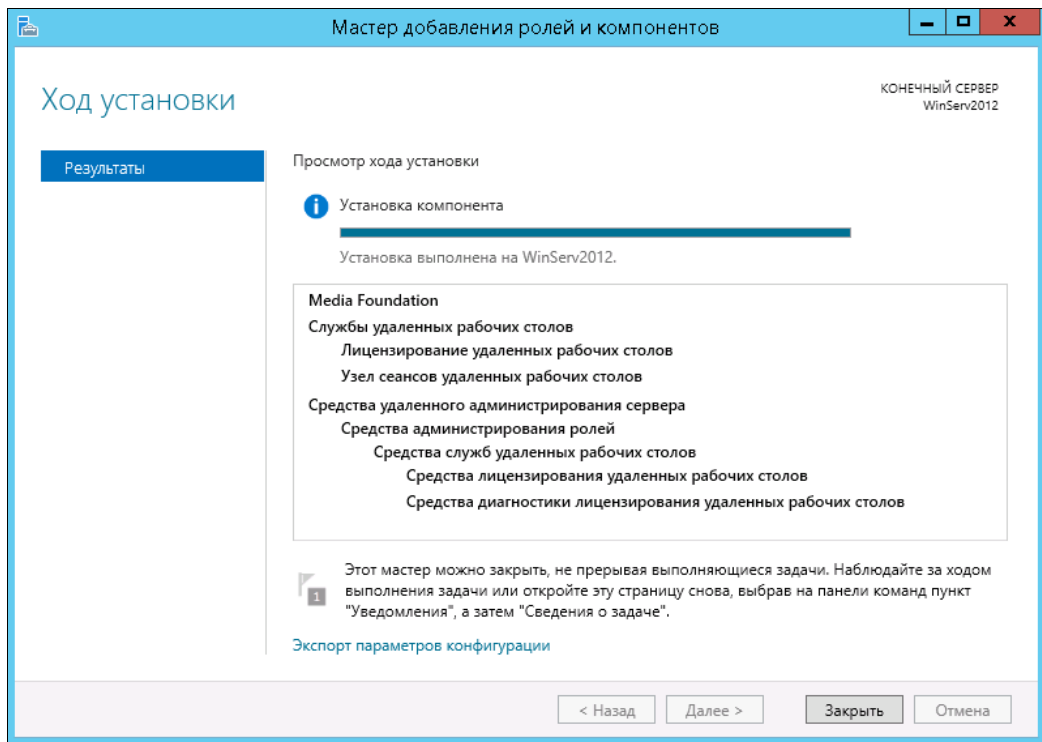 Мастер добавления ролей и компонентов
Ход установки
КОНЕЧНЫЙ СЕРВЕР
WinServ2012
Результаты
Просмотр хода установки
Установка компонента
Установка выполнена на WinServ2012.
Media Foundation
Службы удаленных рабочих столов
Лицензирование удаленных рабочих столов
Узел сеансов удаленных рабочих столов
Средства удаленного администрирования сервера
Средства администрирования ролей
Средства служб удаленных рабочих столов
Средства лицензирования удаленных рабочих столов
Средства диагностики лицензирования удаленных рабочих столов
1
Этот мастер можно закрыть, не прерывая выполняющиеся задачи. Наблюдайте за ходом
выполнения задачи или откройте эту страницу снова, выбрав на панели команд пункт
"Уведомления", а затем "Сведения о задаче".
Экспорт параметров конфигурации
< Назад
Далее >
Закрыть
Отмена